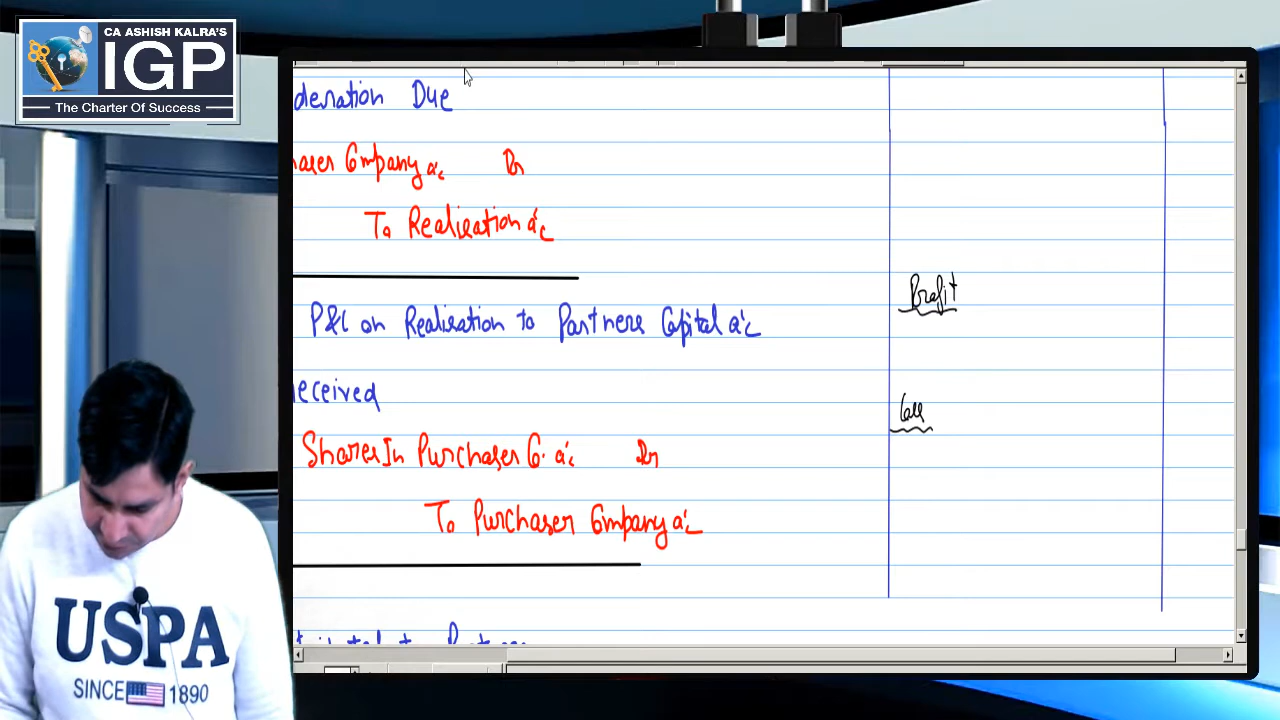 CA ASHISH KALRA'S
IGP
The Charter Of Success
deration Due
haser Company a/c Dr
To Realisation a/c
Profit
P&L on Realisation to Partners Capital a/c
eceived
Loss
Shares In Purchaser Co. a/c Dr
To Purchaser Company a/c
USPA
SINCE 1890